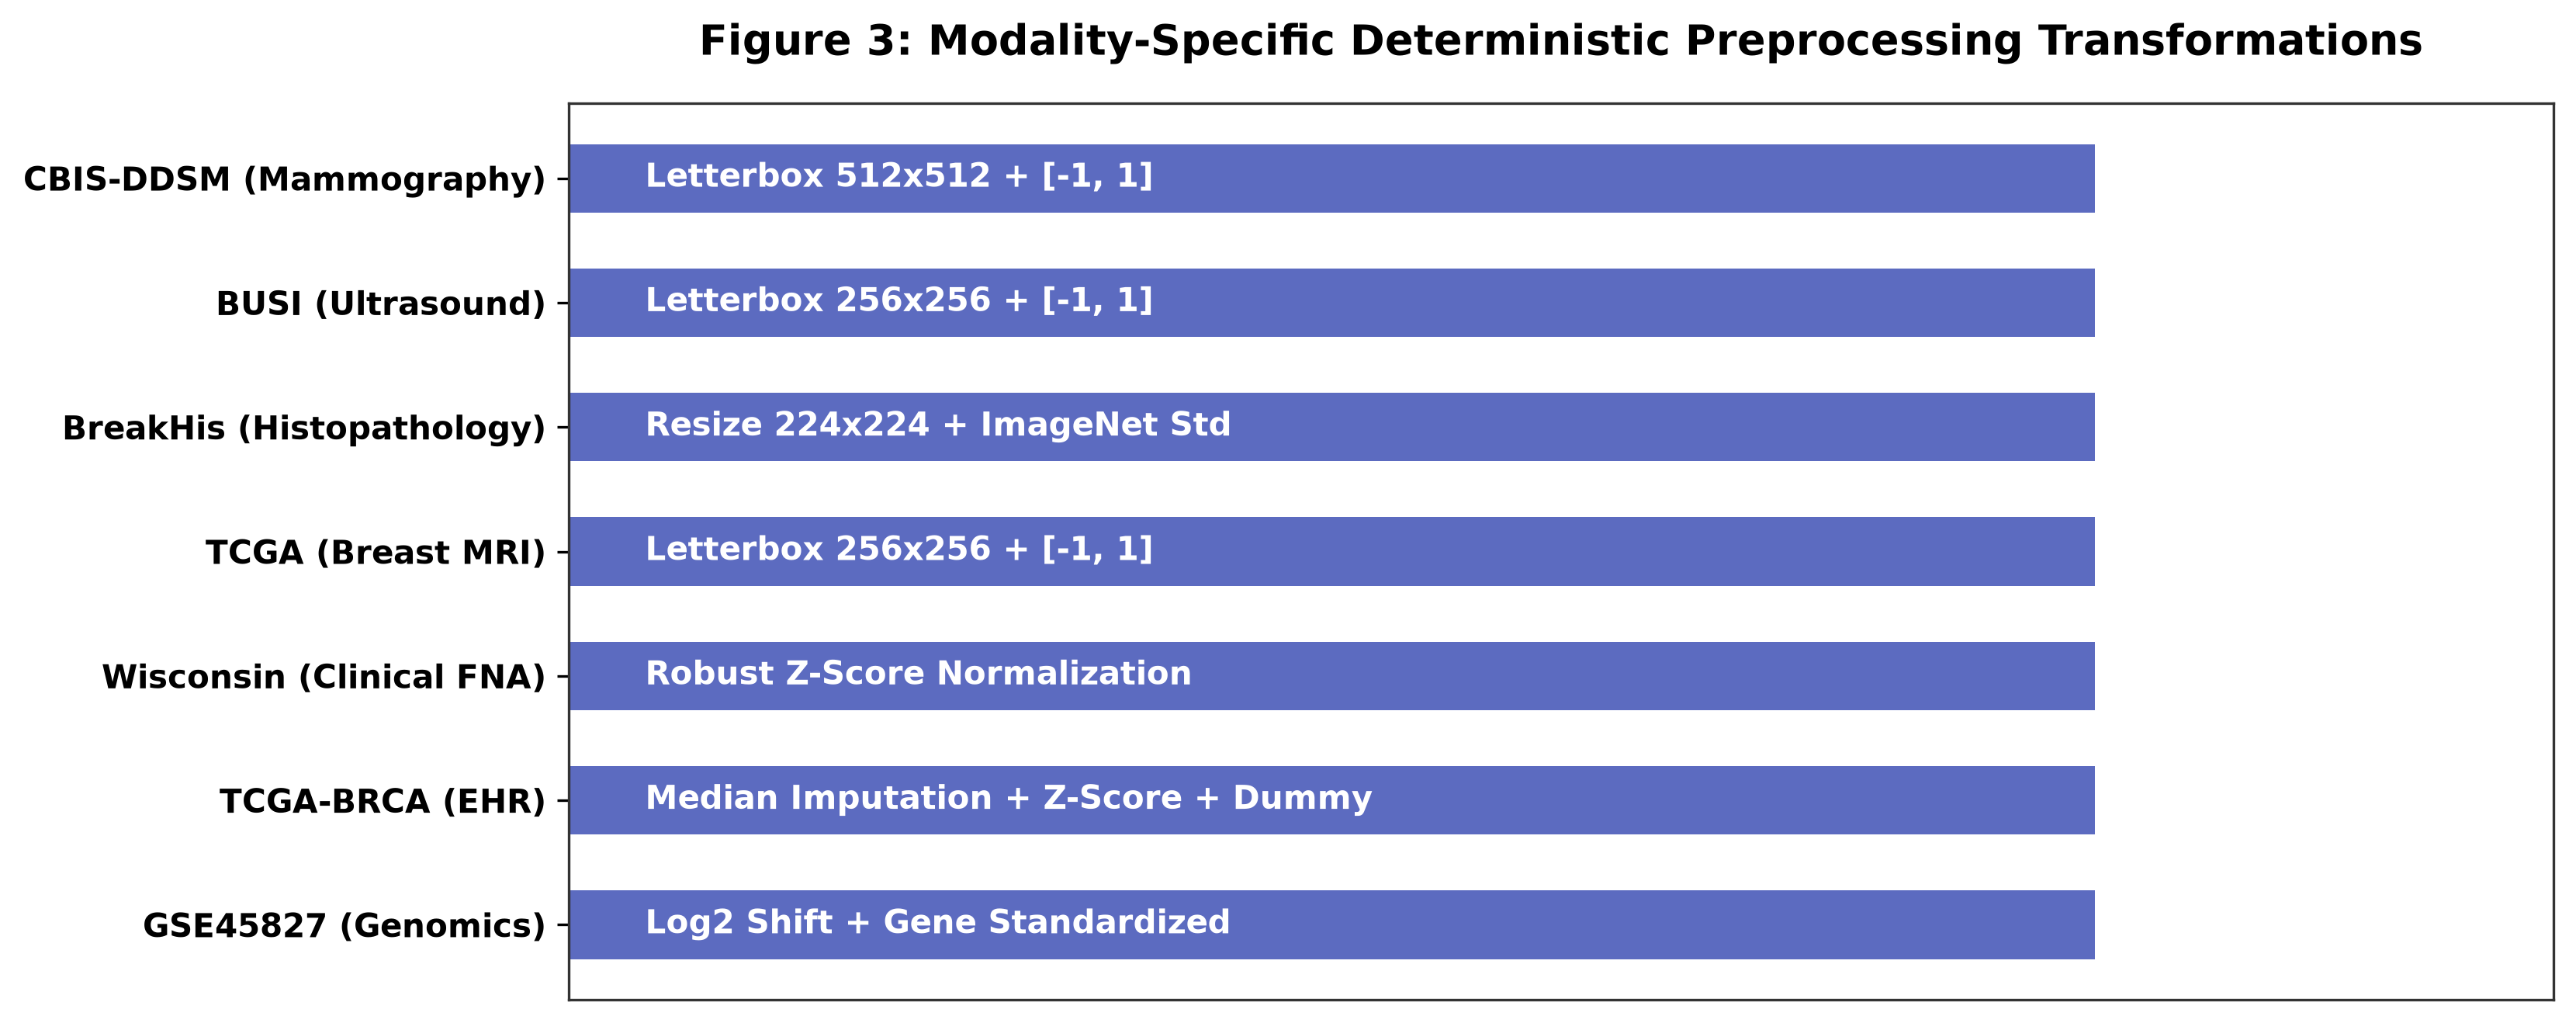 Figure 3: Modality-Specific Deterministic Preprocessing Transformations
CBIS-DDSM (Mammography)
Letterbox 512x512 + [-1, 1]
BUSI (Ultrasound)
Letterbox 256x256 + [-1, 1]
BreakHis (Histopathology)
Resize 224x224 + ImageNet Std
TCGA (Breast MRI)
Letterbox 256x256 + [-1, 1]
Wisconsin (Clinical FNA)
Robust Z-Score Normalization
TCGA-BRCA (EHR)
Median Imputation + Z-Score + Dummy
GSE45827 (Genomics)
Log2 Shift + Gene Standardized